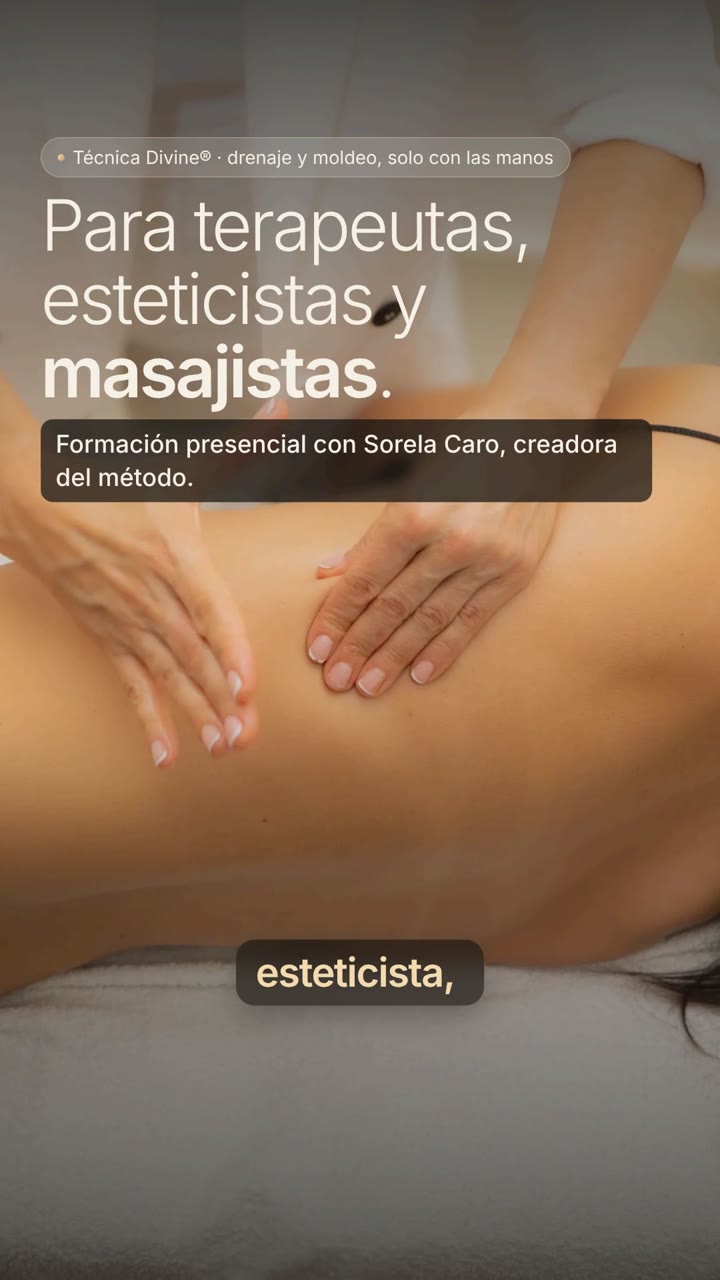 Técnica Divine® · drenaje y moldeo, solo con las manos
Para terapeutas,
esteticistas y
masajistas.
Formación presencial con Sorela Caro, creadora
del método.
esteticista,